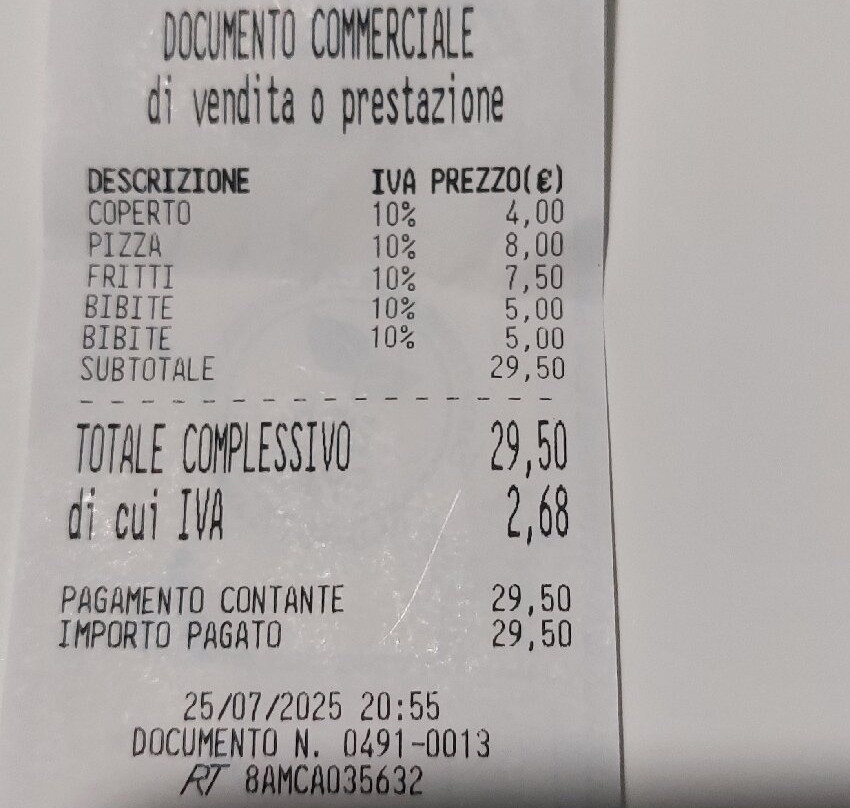 DOCUMENTO COMMERCIALE
di vendita o prestazione
DESCRIZIONE IVA PREZZO(€)
COPERTO 10% 4,00
PIZZA 10% 8,00
FRITTI 10% 7,50
BIBITE 10% 5,00
BIBITE 10% 5,00
SUBTOTALE 29,50
TOTALE COMPLESSIVO 29,50
di cui IVA 2,68
PAGAMENTO CONTANTE 29,50
IMPORTO PAGATO 29,50
25/07/2025 20:55
DOCUMENTO N. 0491-0013
RT 8AMCA035632